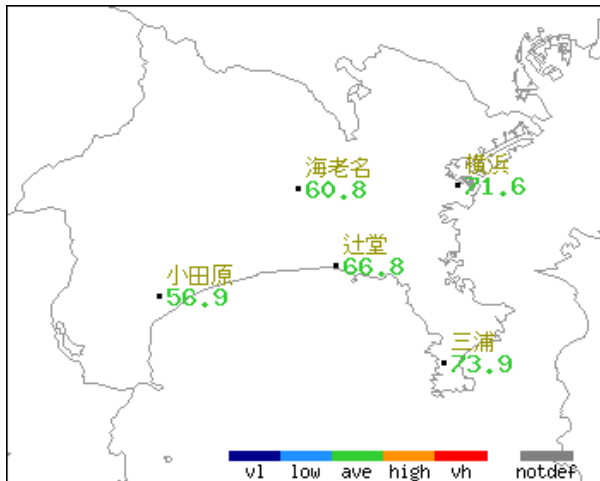 海老名
60.8
横浜
71.6
辻堂
66.8
小田原
56.9
三浦
73.9
vl low ave high vh notdef